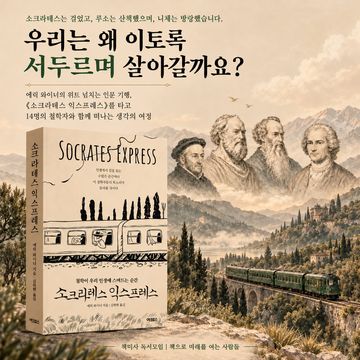 소크라테스는 걸었고, 루소는 산책했으며, 니체는 방랑했습니다.
우리는 왜 이토록
서두르며 살아갈까요?
에릭 와이너의 위트 넘치는 인문 기행,
《소크라테스 익스프레스》를 타고
14명의 철학자와 함께 떠나는 생각의 여정
소크라테스 익스프레스
SOCRATES EXPRESS
철학이 우리 인생에 스며드는 순간
소크라테스 익스프레스
책미사 독서모임 | 책으로 미래를 여는 사람들